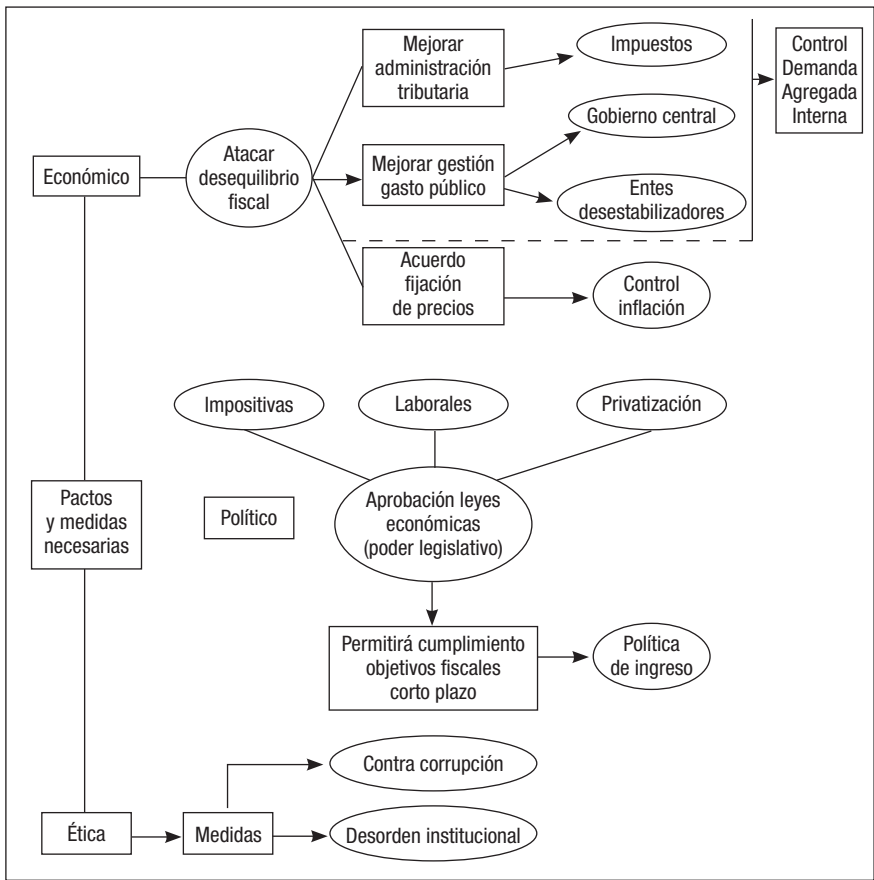 Mejorar
administración
tributaria
Impuestos
Control
Demanda
Agregada
Interna
Gobierno central
Económico
Atacar
desequilibrio
fiscal
Mejorar gestión
gasto público
Entes
desestabilizadores
Acuerdo
fijación
de precios
Control
inflación
Impositivas
Laborales
Privatización
Pactos
y medidas
necesarias
Político
Aprobación leyes
económicas
(poder legislativo)
Permitirá cumplimiento
objetivos fiscales
corto plazo
Política
de ingreso
Contra corrupción
Ética
Medidas
Desorden institucional